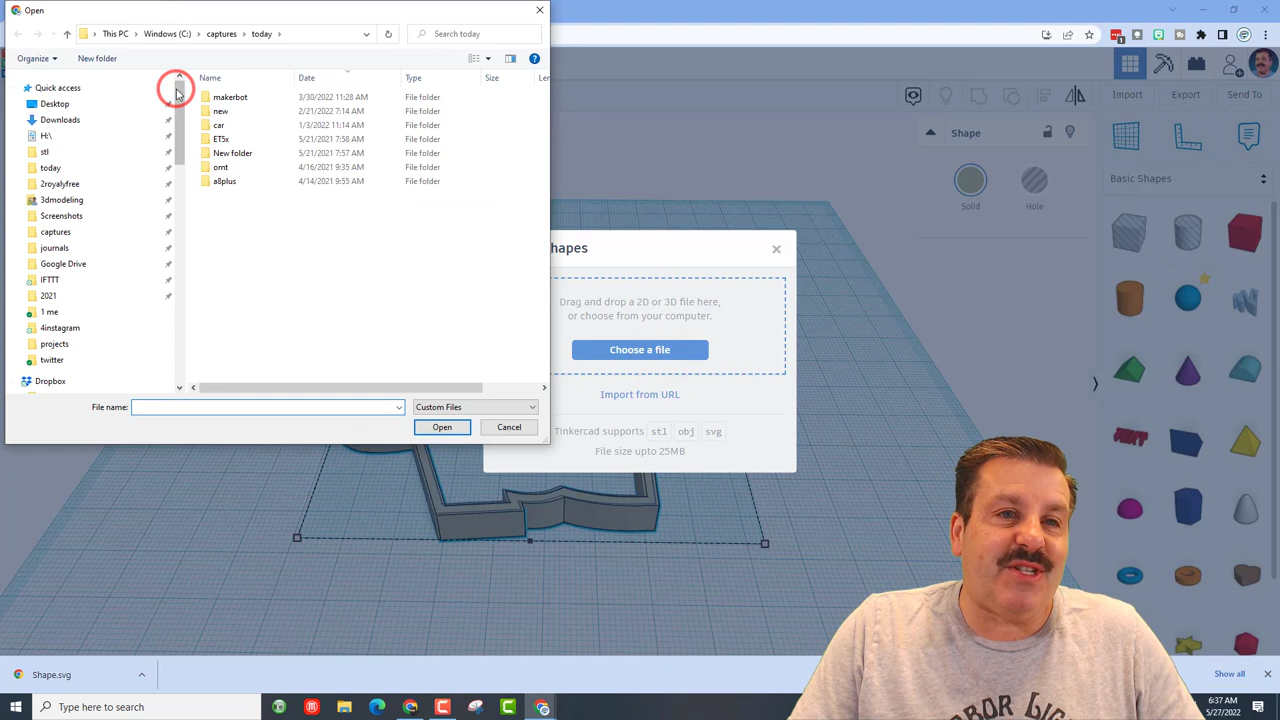 Open
This PC > Windows (C:) > captures > today >
Search today
Organize
New folder
Name Date Type Size
Quick access
Desktop
Downloads
H:\
stl
today
2royalyfree
3dmodeling
Screenshots
captures
journals
Google Drive
IFTTT
2021
1 me
4instagram
projects
twitter
Dropbox
makerbot 3/30/2022 11:28 AM File folder
new 2/21/2022 7:14 AM File folder
car 1/3/2022 11:14 AM File folder
ET5x 5/21/2021 7:58 AM File folder
New folder 5/21/2021 7:57 AM File folder
omt 4/16/2021 9:35 AM File folder
a8plus 4/14/2021 9:55 AM File folder
File name:
Custom Files
Open
Cancel
hapes
Drag and drop a 2D or 3D file here,
or choose from your computer.
Choose a file
Import from URL
Tinkercad supports stl obj svg
File size upto 25MB
Import
Export
Send To
Shape
Solid
Hole
Basic Shapes
Shape.svg
Show all
Type here to search
6:37 AM
5/27/2022